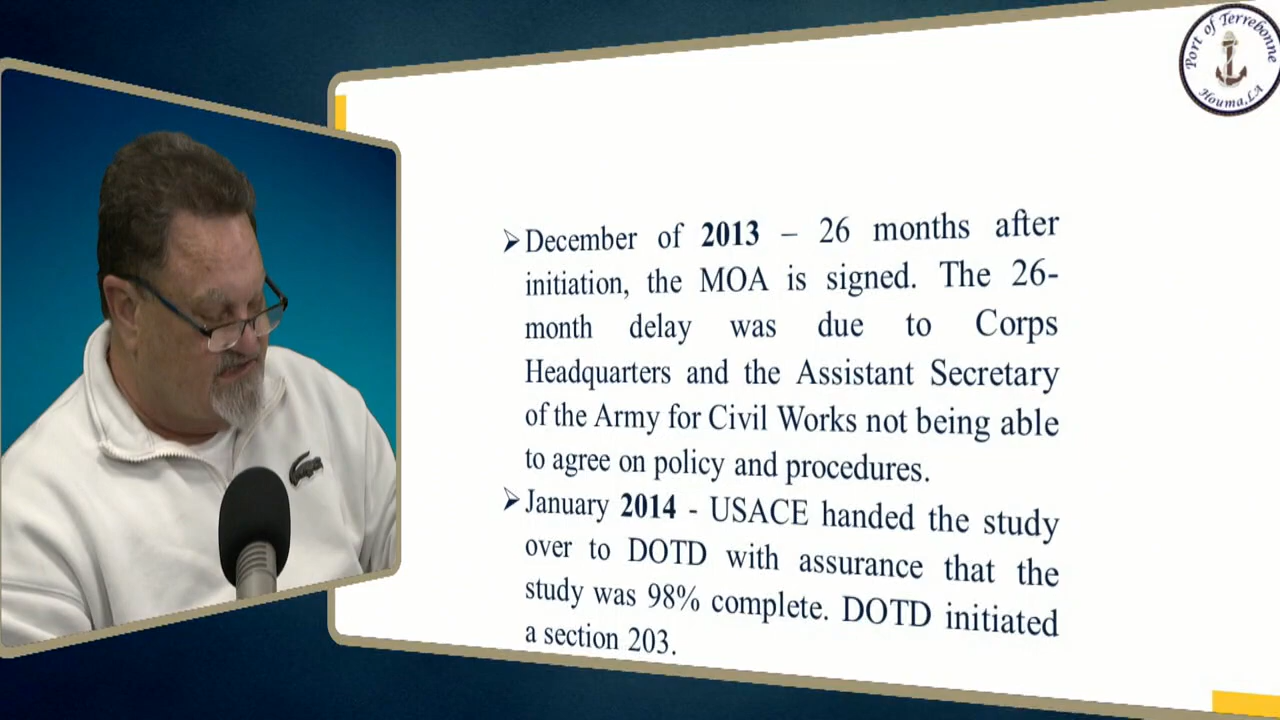 Port of Terrebonne
Houma, LA
➢December of 2013 – 26 months after
initiation, the MOA is signed. The 26-
month delay was due to Corps
Headquarters and the Assistant Secretary
of the Army for Civil Works not being able
to agree on policy and procedures.
➢January 2014 - USACE handed the study
over to DOTD with assurance that the
study was 98% complete. DOTD initiated
a section 203.